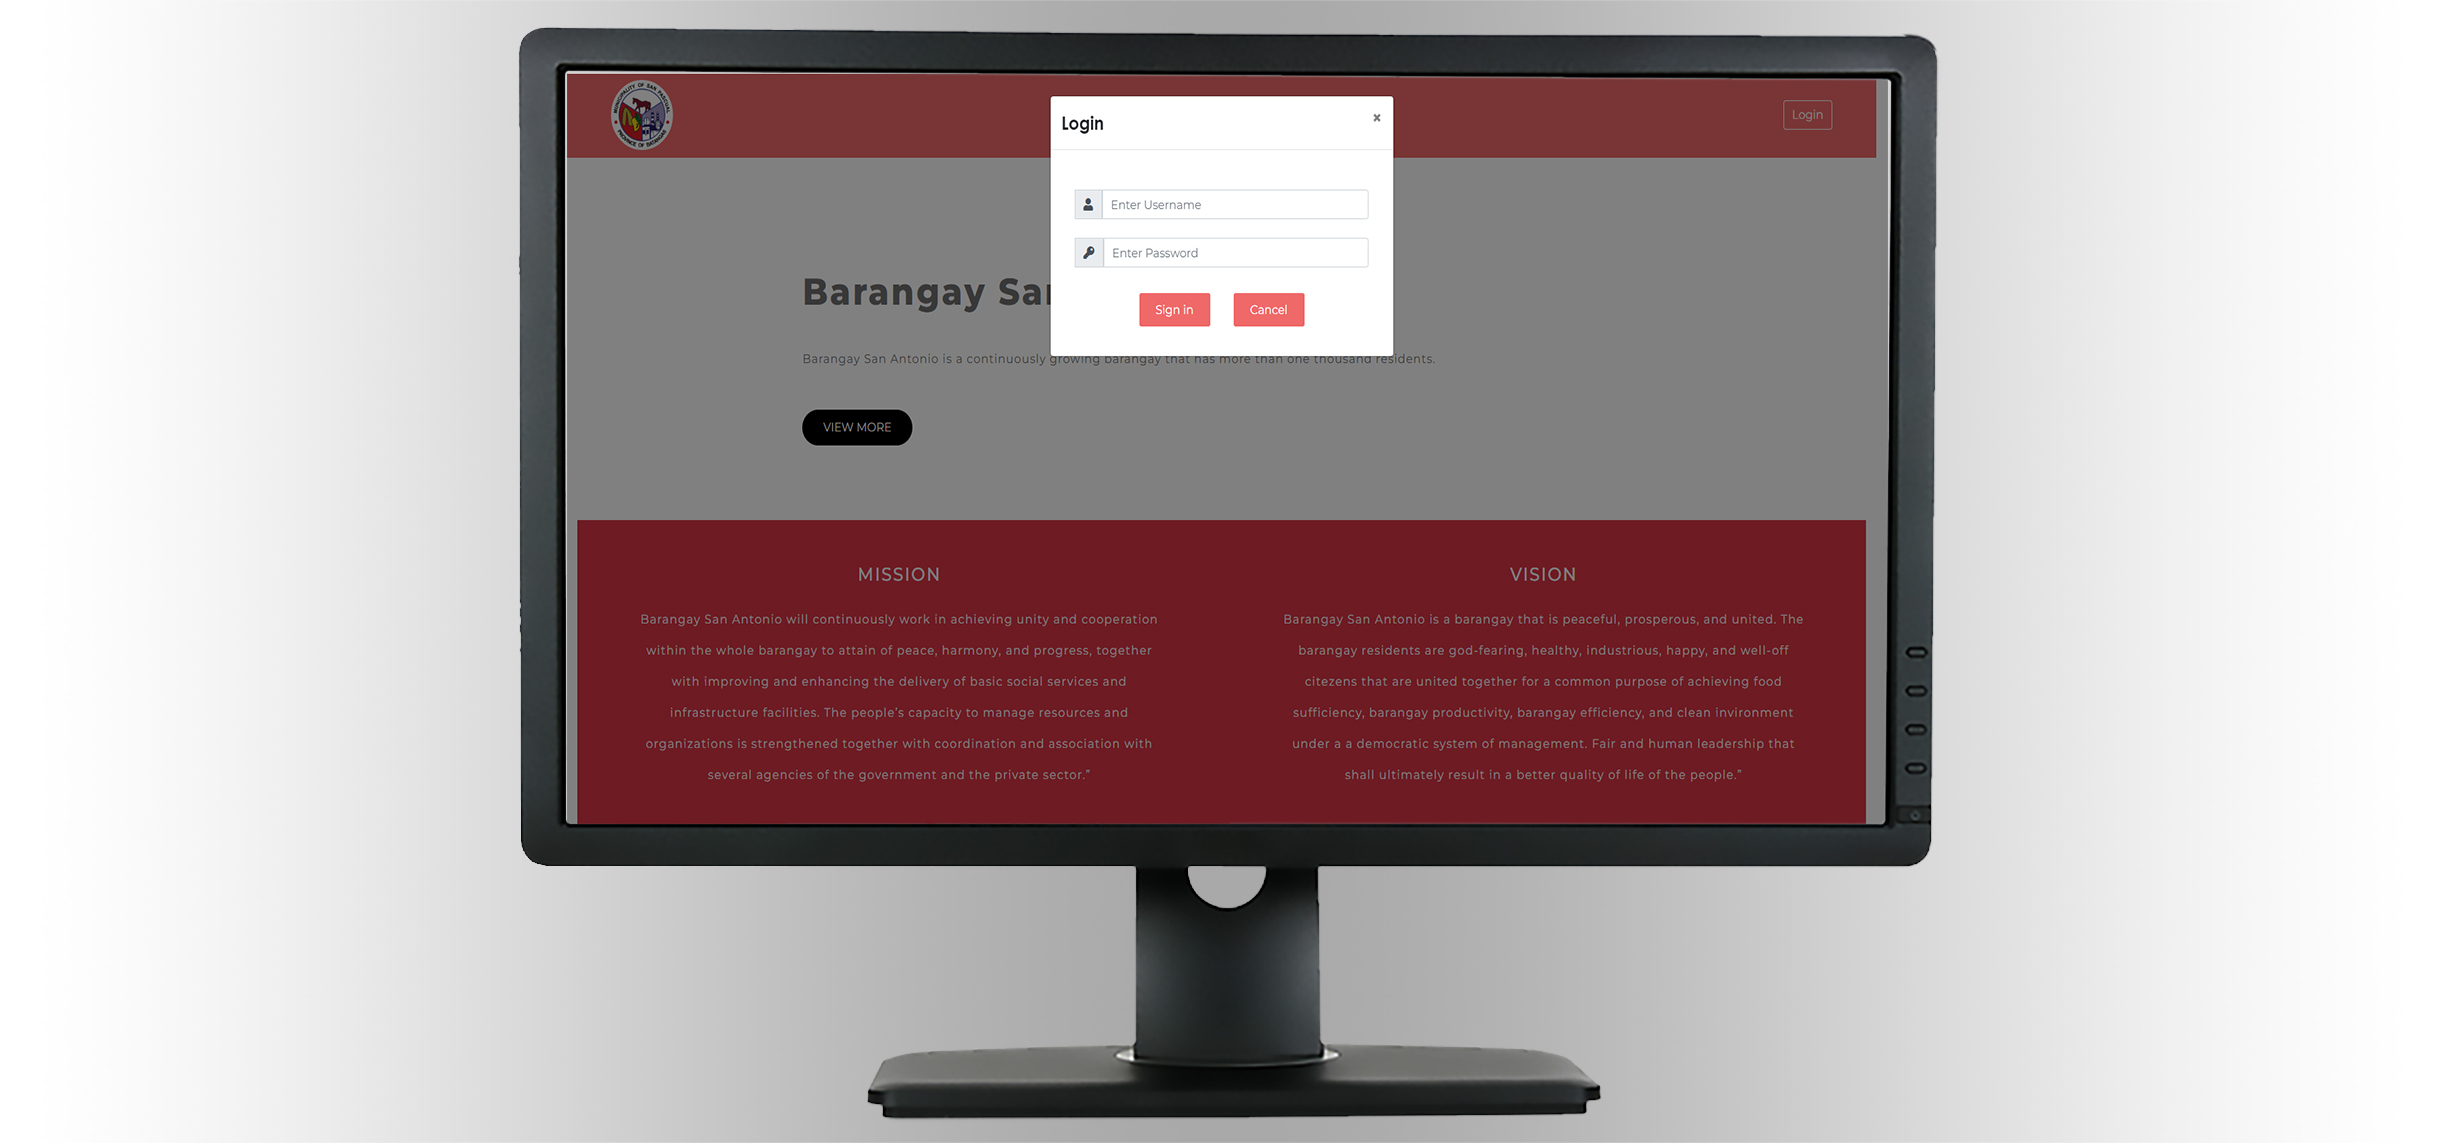 MUNICIPALITY OF SAN PASCUAL
PROVINCE OF BATANGAS
Login
Login
×
Enter Username
Enter Password
Sign in
Cancel
Barangay Sa
Barangay San Antonio is a continuously growing barangay that has more than one thousand residents.
VIEW MORE
MISSION
Barangay San Antonio will continuously work in achieving unity and cooperation
within the whole barangay to attain of peace, harmony, and progress, together
with improving and enhancing the delivery of basic social services and
infrastructure facilities. The people's capacity to manage resources and
organizations is strengthened together with coordination and association with
several agencies of the government and the private sector."
VISION
Barangay San Antonio is a barangay that is peaceful, prosperous, and united. The
barangay residents are god-fearing, healthy, industrious, happy, and well-off
citezens that are united together for a common purpose of achieving food
sufficiency, barangay productivity, barangay efficiency, and clean invironment
under a a democratic system of management. Fair and human leadership that
shall ultimately result in a better quality of life of the people."